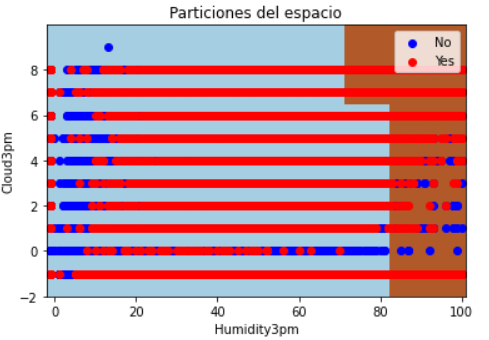 Particiones del espacio
No
Yes
Cloud3pm
8
6
4
2
0
−2
0 20 40 60 80 100
Humidity3pm